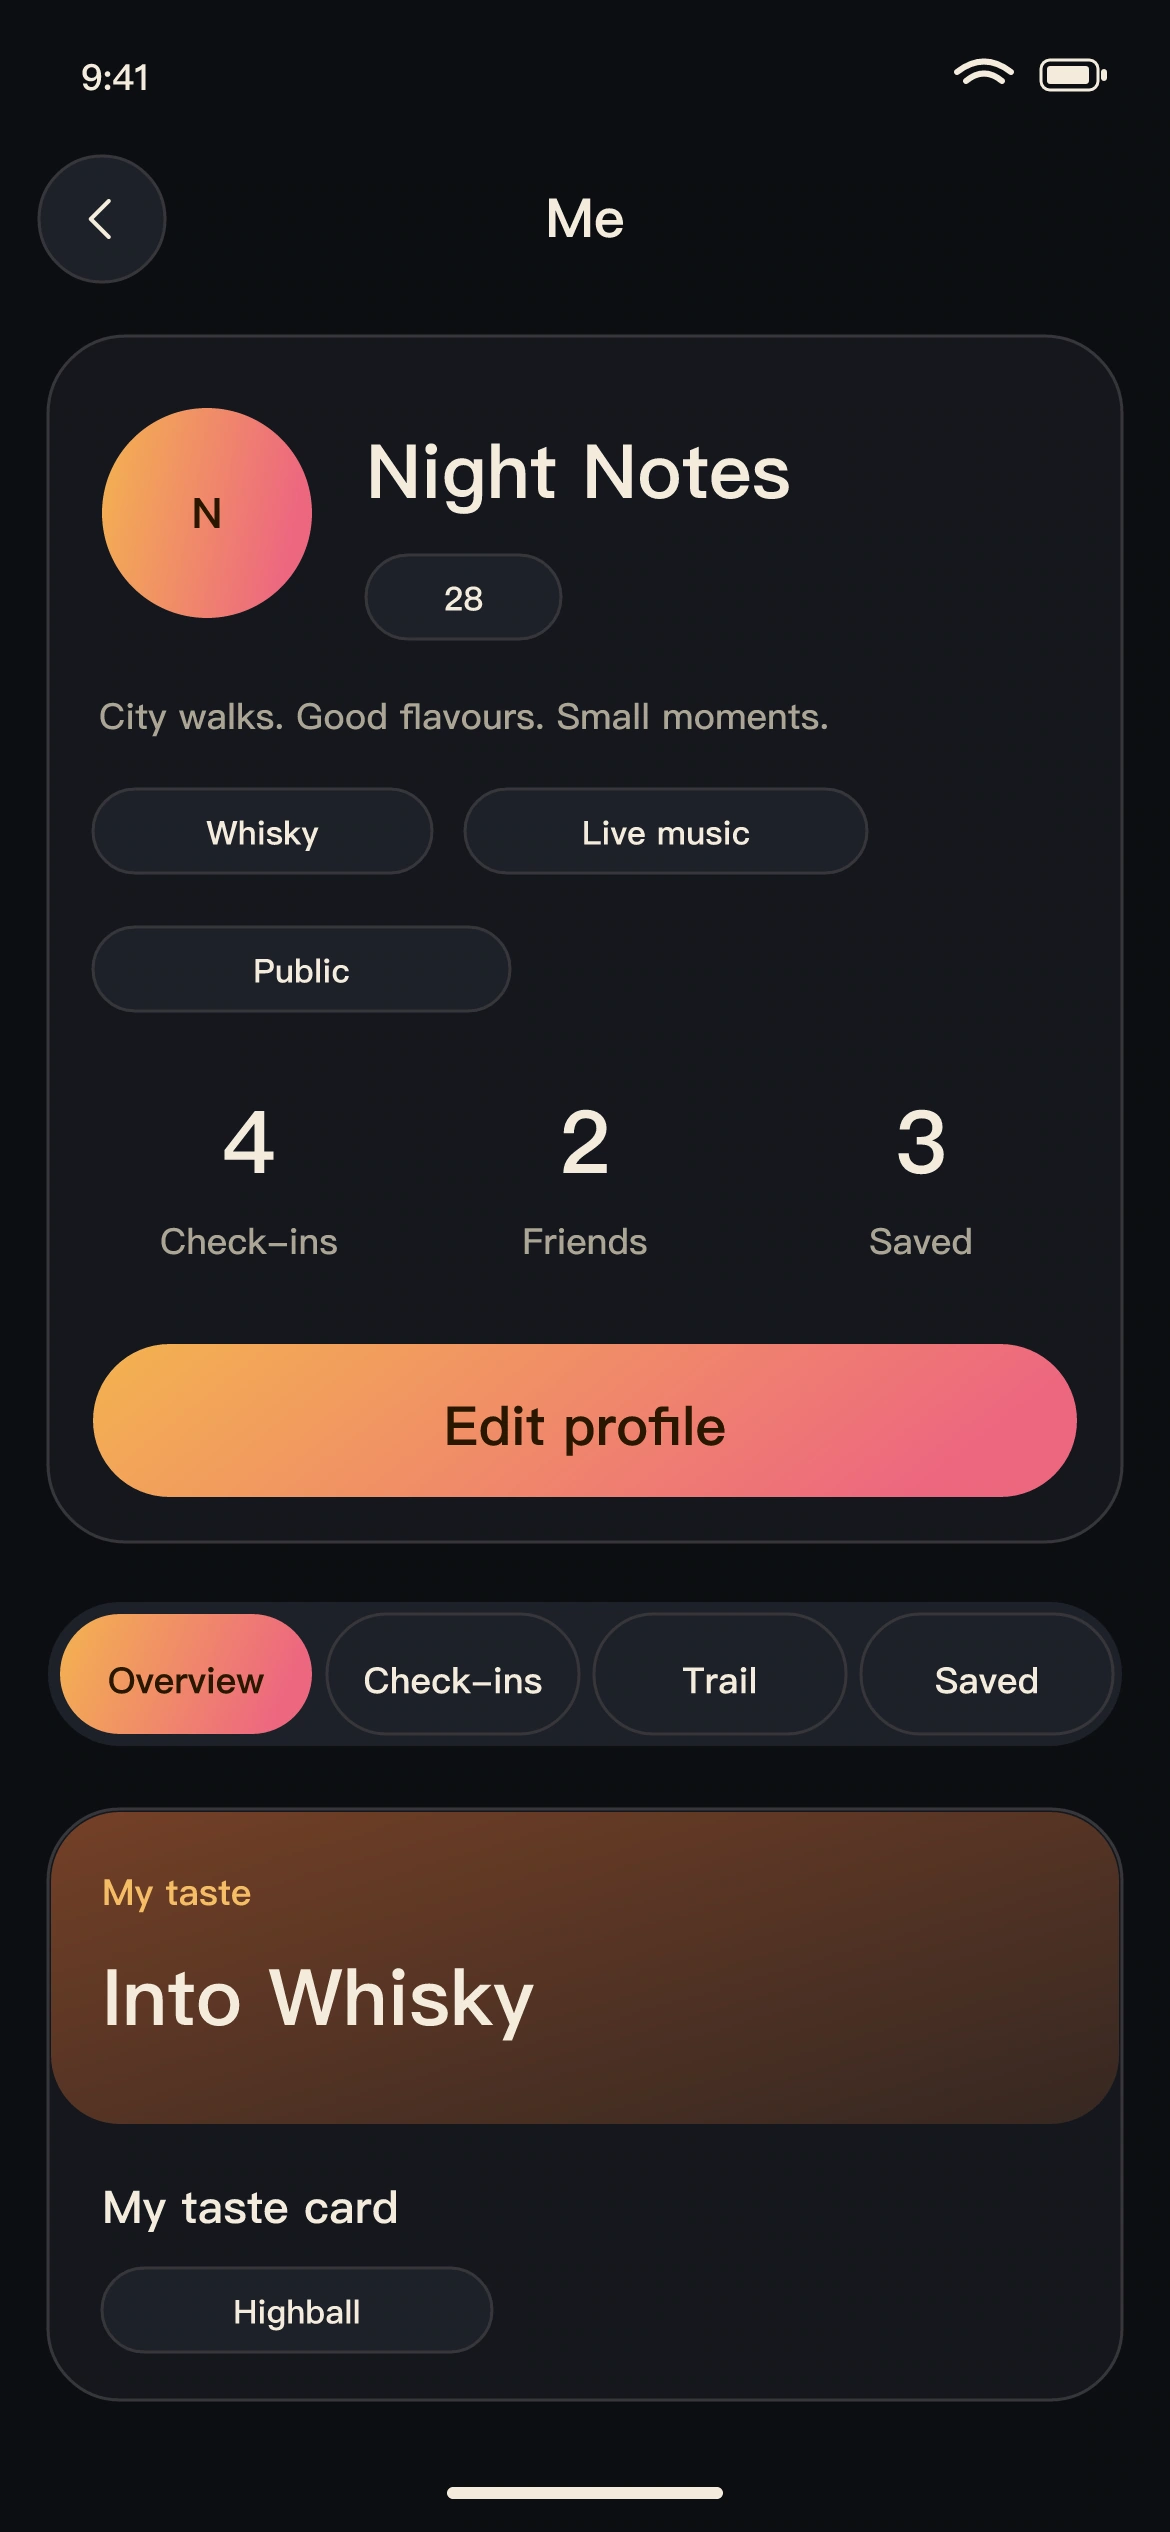 9:41
Me
N
Night Notes
28
City walks. Good flavours. Small moments.
Whisky
Live music
Public
4
2
3
Check-ins
Friends
Saved
Edit profile
Overview
Check-ins
Trail
Saved
My taste
Into Whisky
My taste card
Highball